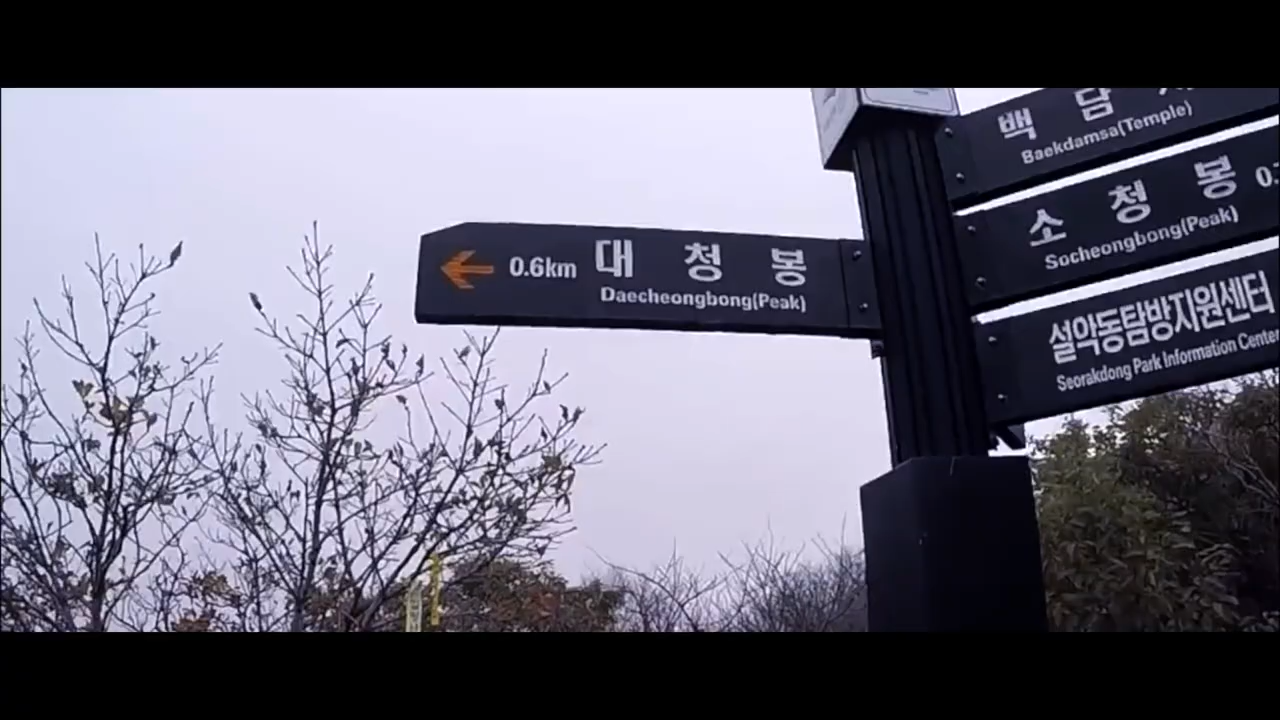 0.6km 대청봉
Daecheongbong(Peak)
백담
Baekdamsa(Temple)
소청봉
Socheongbong(Peak)
설악동탐방지원센터
Seorakdong Park Information Center